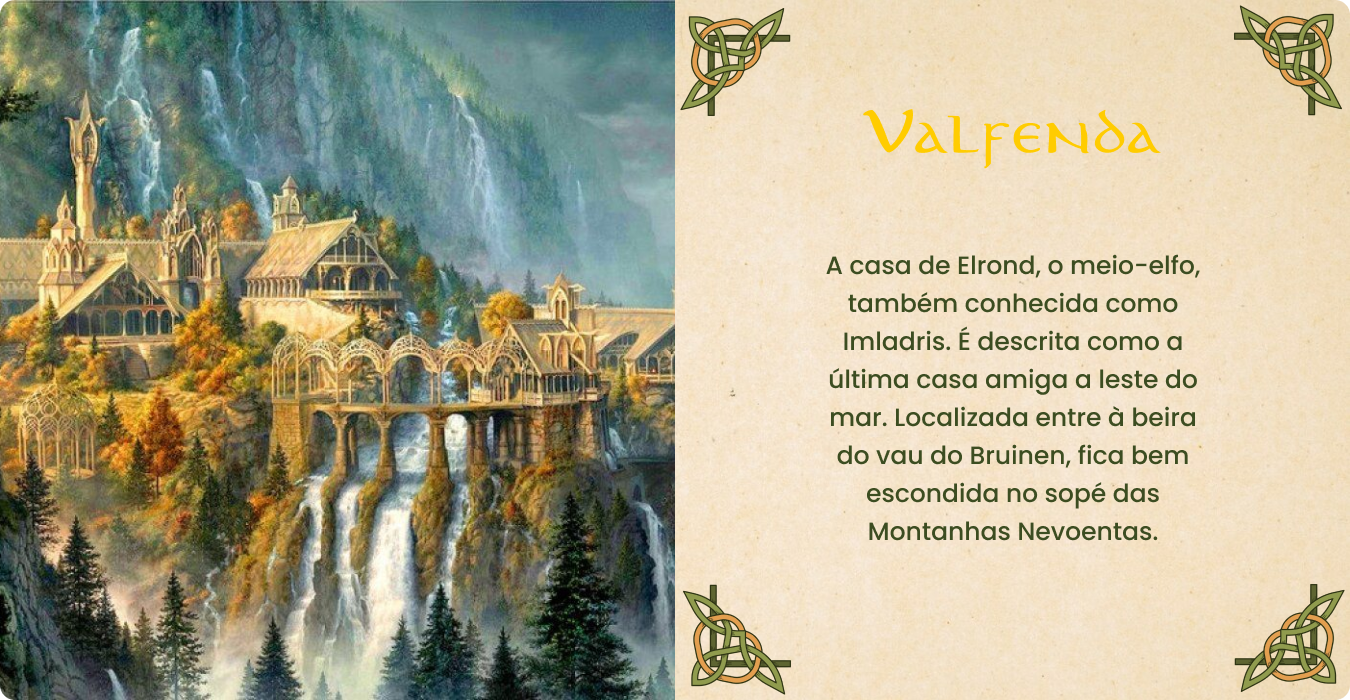 Valfenda
A casa de Elrond, o meio-elfo,
também conhecida como
Imladris. É descrita como a
última casa amiga a leste do
mar. Localizada entre à beira
do vau do Bruinen, fica bem
escondida no sopé das
Montanhas Nevoentas.